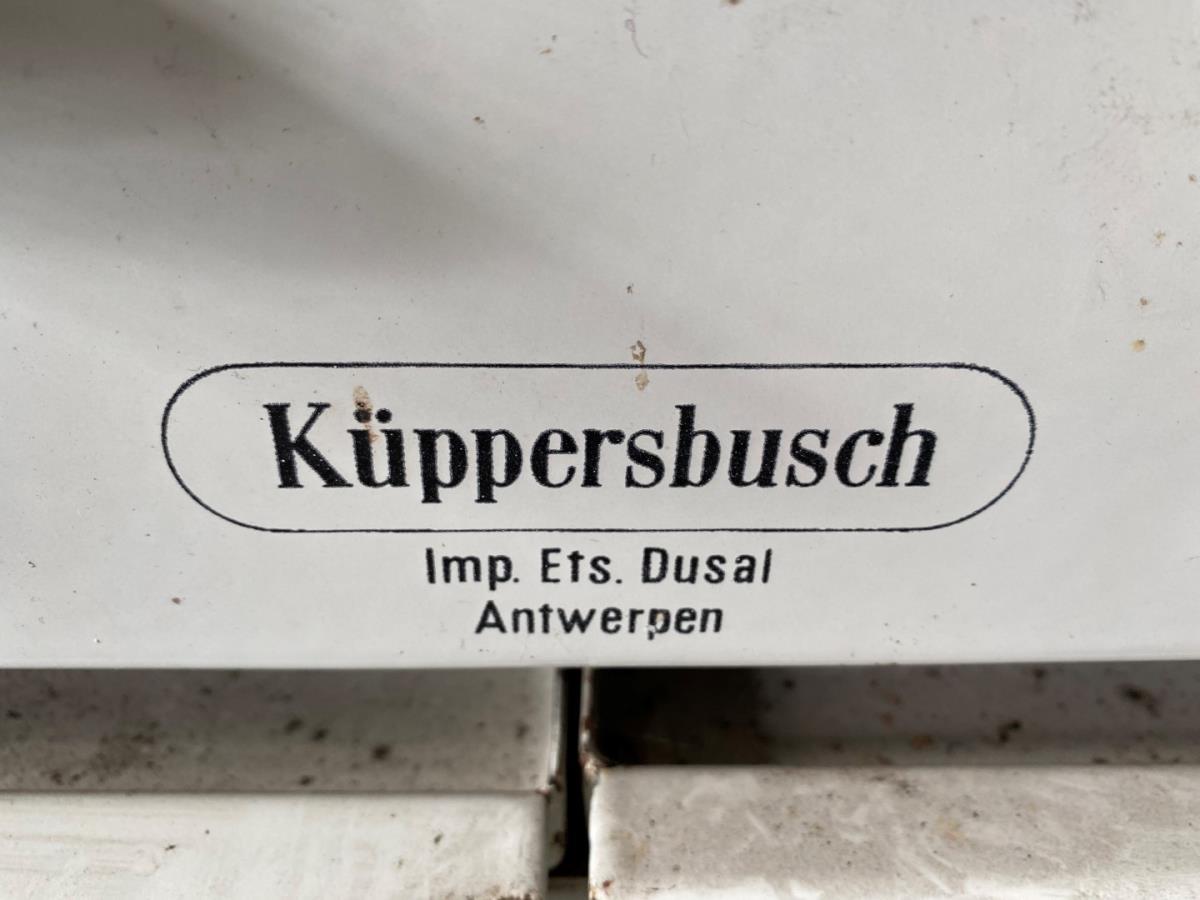 Küppersbusch
Imp. Ets. Dusal
Antwerpen